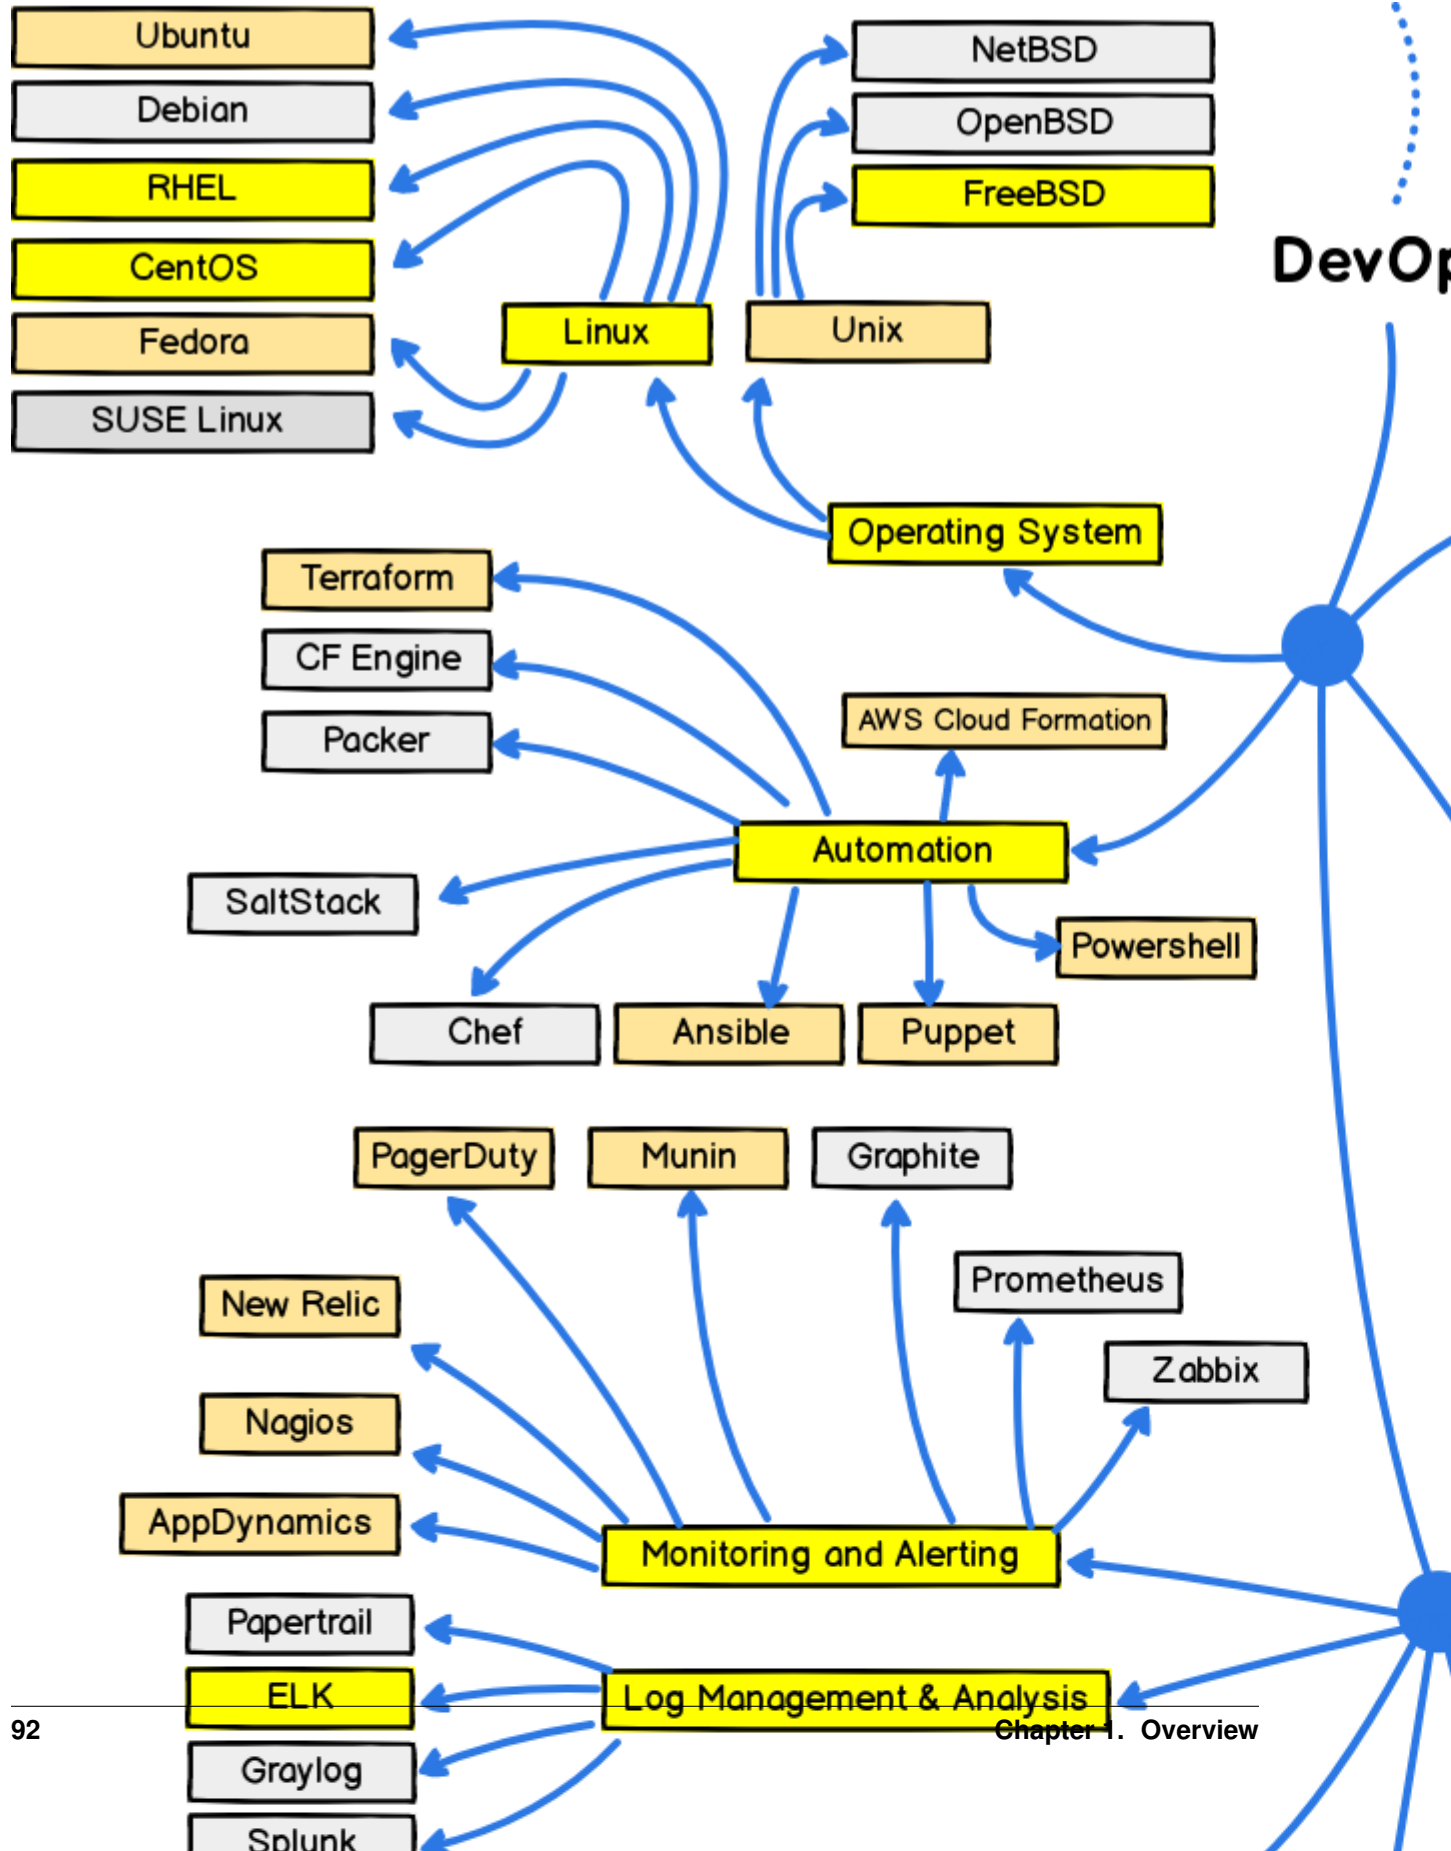 Ubuntu
NetBSD
Debian
OpenBSD
RHEL
FreeBSD
CentOS
DevOp
Linux
Unix
Fedora
SUSE Linux
Operating System
Terraform
CF Engine
AWS Cloud Formation
Packer
Automation
SaltStack
Powershell
Chef
Ansible
Puppet
PagerDuty
Munin
Graphite
Prometheus
New Relic
Zabbix
Nagios
AppDynamics
Monitoring and Alerting
Papertrail
ELK
Log Management & Analysis
92
Chapter 1. Overview
Graylog
Splunk